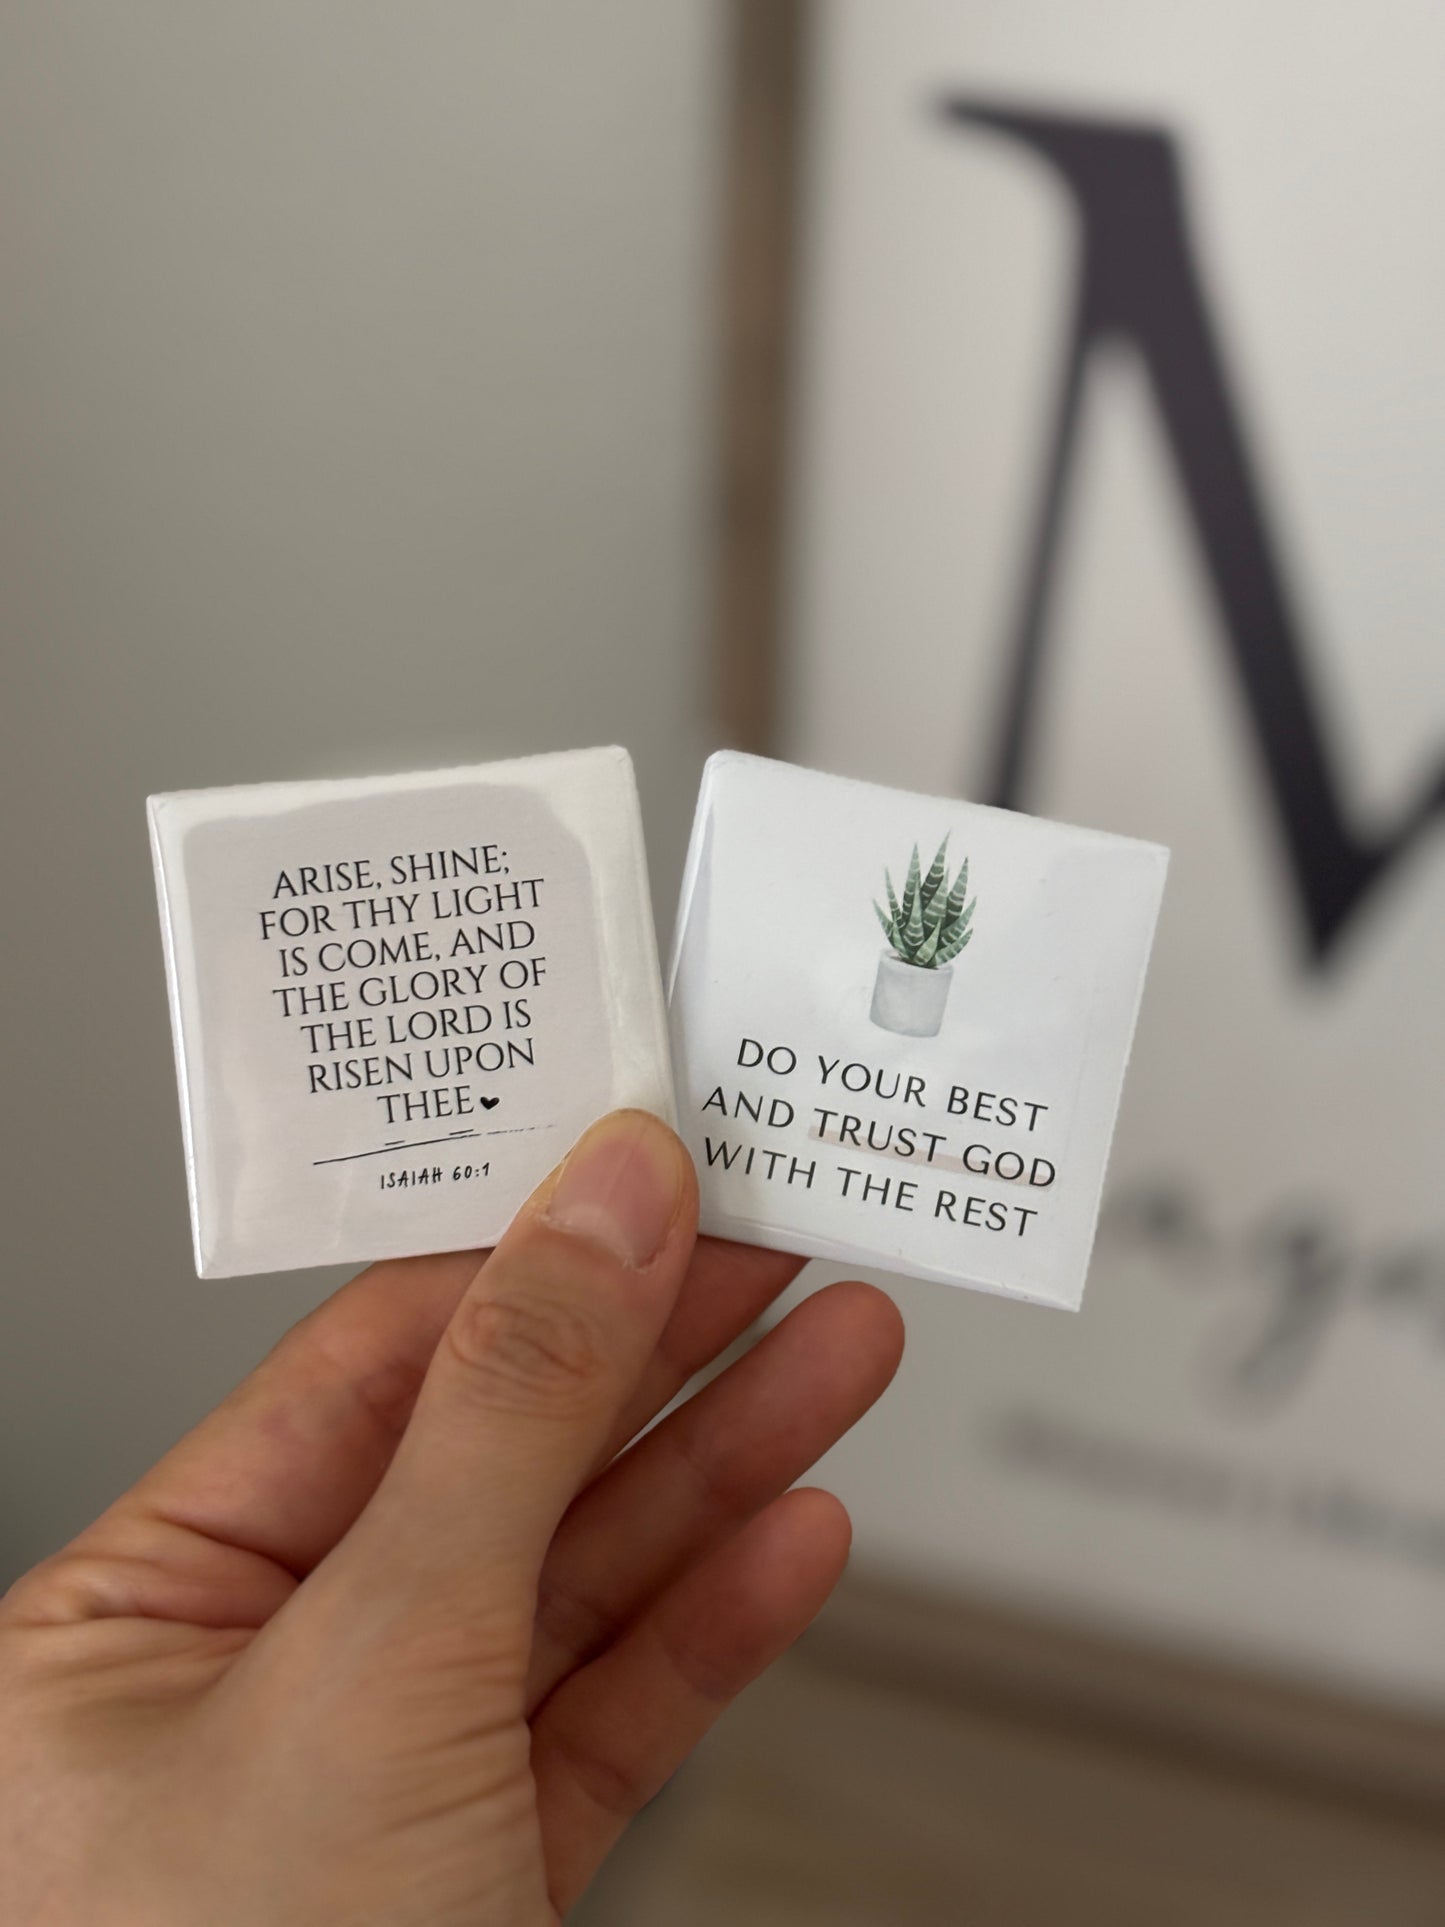 ARISE, SHINE;
FOR THY LIGHT
IS COME, AND
THE GLORY OF
THE LORD IS
RISEN UPON
THEE
ISAIAH 60:1
DO YOUR BEST
AND TRUST GOD
WITH THE REST